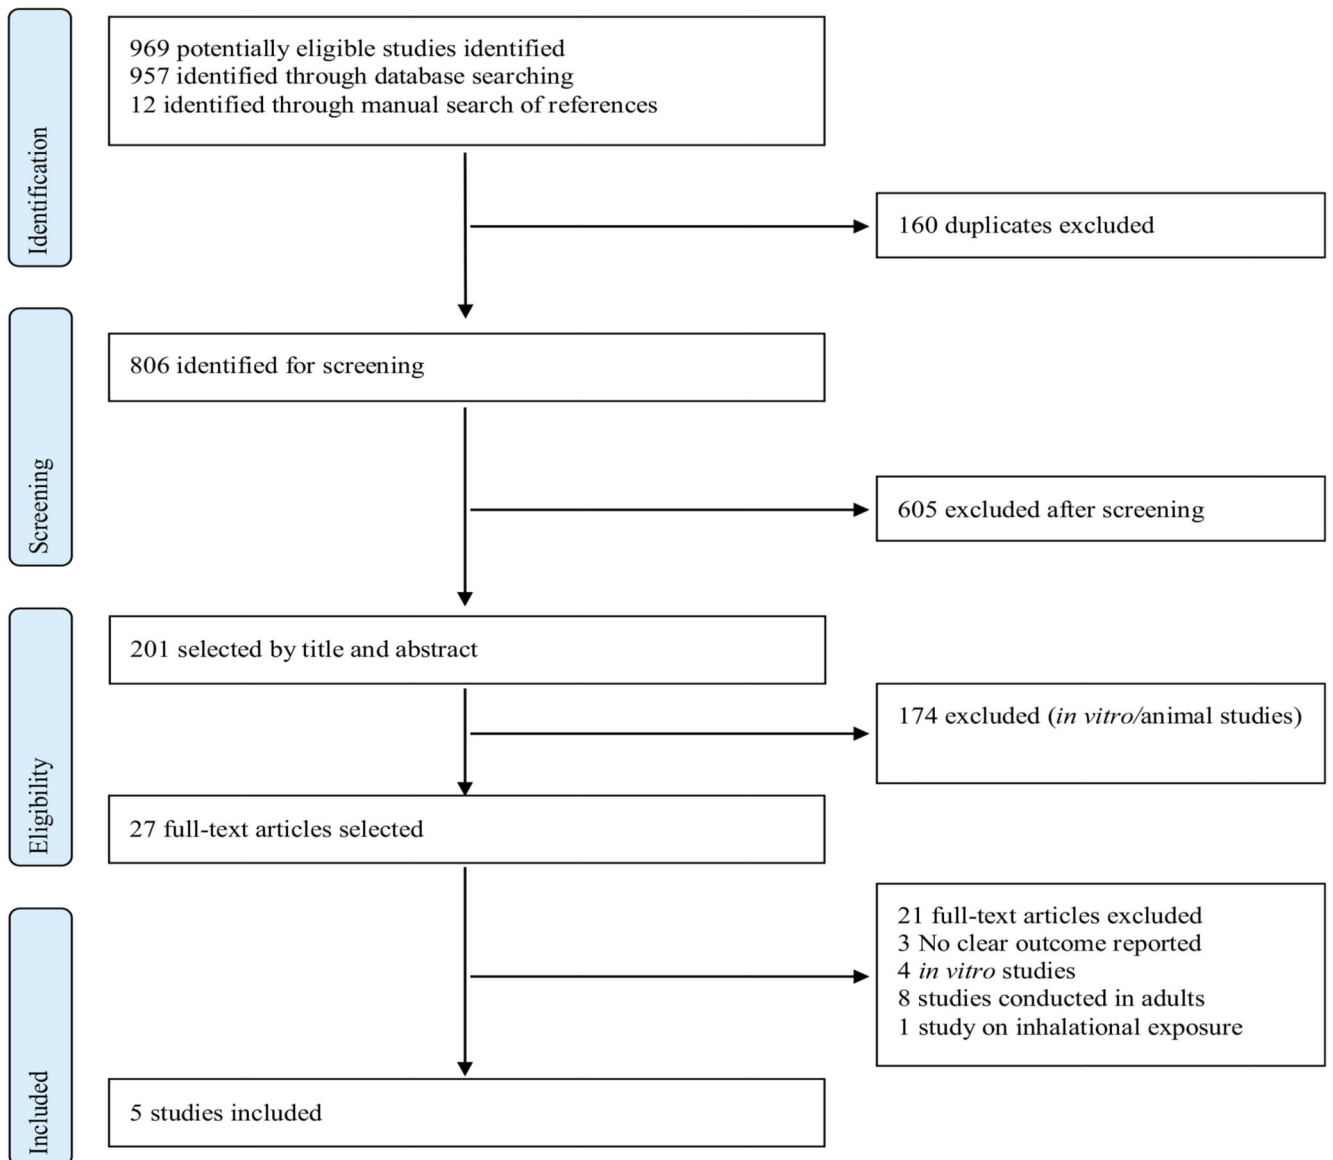 Identification
969 potentially eligible studies identified
957 identified through database searching
12 identified through manual search of references
160 duplicates excluded
Screening
806 identified for screening
605 excluded after screening
Eligibility
201 selected by title and abstract
174 excluded (in vitro/animal studies)
27 full-text articles selected
Included
21 full-text articles excluded
3 No clear outcome reported
4 in vitro studies
8 studies conducted in adults
1 study on inhalational exposure
5 studies included